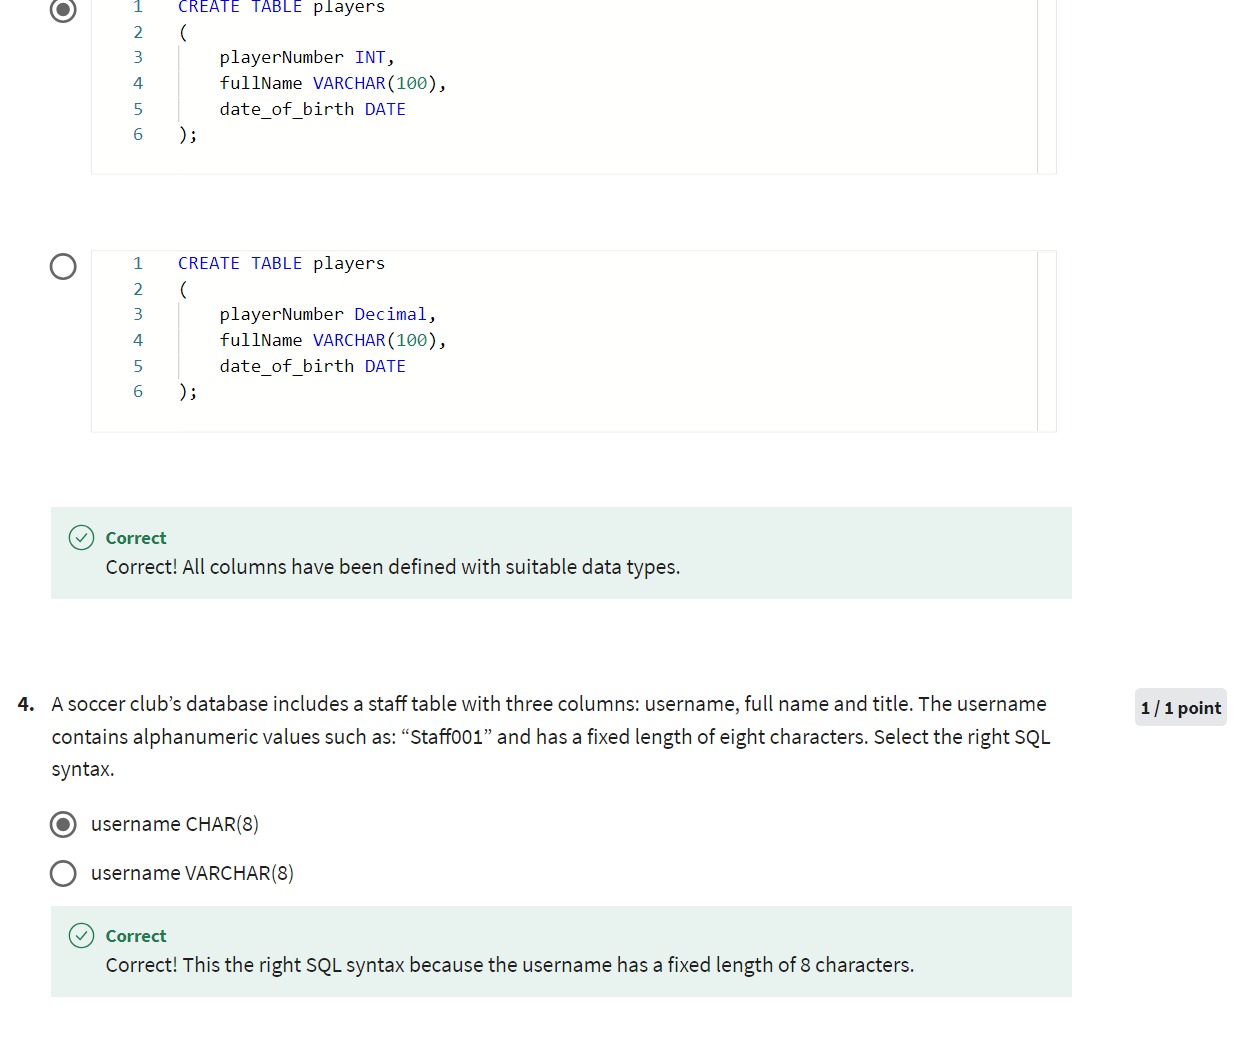 1 CREATE TABLE players
2 (
3 playerNumber INT,
4 fullName VARCHAR(100),
5 date_of_birth DATE
6 );
1 CREATE TABLE players
2 (
3 playerNumber Decimal,
4 fullName VARCHAR(100),
5 date_of_birth DATE
6 );
Correct
Correct! All columns have been defined with suitable data types.
4. A soccer club’s database includes a staff table with three columns: username, full name and title. The username
1 / 1 point
contains alphanumeric values such as: “Staff001” and has a fixed length of eight characters. Select the right SQL
syntax.
username CHAR(8)
username VARCHAR(8)
Correct
Correct! This the right SQL syntax because the username has a fixed length of 8 characters.